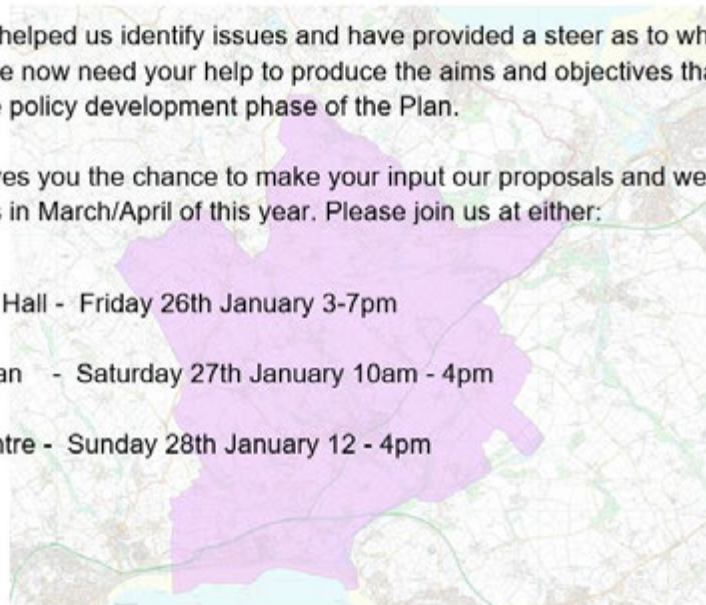 helped us identify issues and have provided a steer as to wh
e now need your help to produce the aims and objectives tha
e policy development phase of the Plan.
ves you the chance to make your input our proposals and we
s in March/April of this year. Please join us at either:
Hall - Friday 26th January 3-7pm
an - Saturday 27th January 10am - 4pm
ntre - Sunday 28th January 12 - 4pm